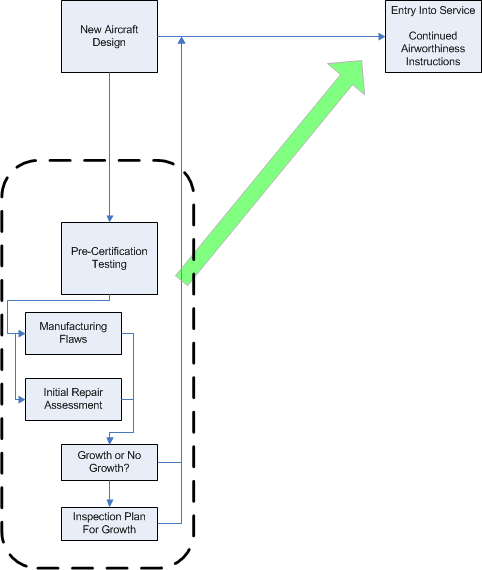 New Aircraft
Design
Entry Into Service
Continued
Airworthiness
Instructions
Pre-Certification
Testing
Manufacturing
Flaws
Initial Repair
Assessment
Growth or No
Growth?
Inspection Plan
For Growth